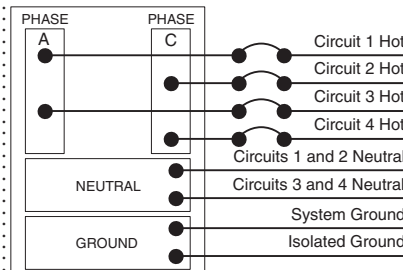 PHASE PHASE
A C
Circuit 1 Hot
Circuit 2 Hot
Circuit 3 Hot
Circuit 4 Hot
Circuits 1 and 2 Neutral
NEUTRAL
Circuits 3 and 4 Neutral
System Ground
GROUND
Isolated Ground